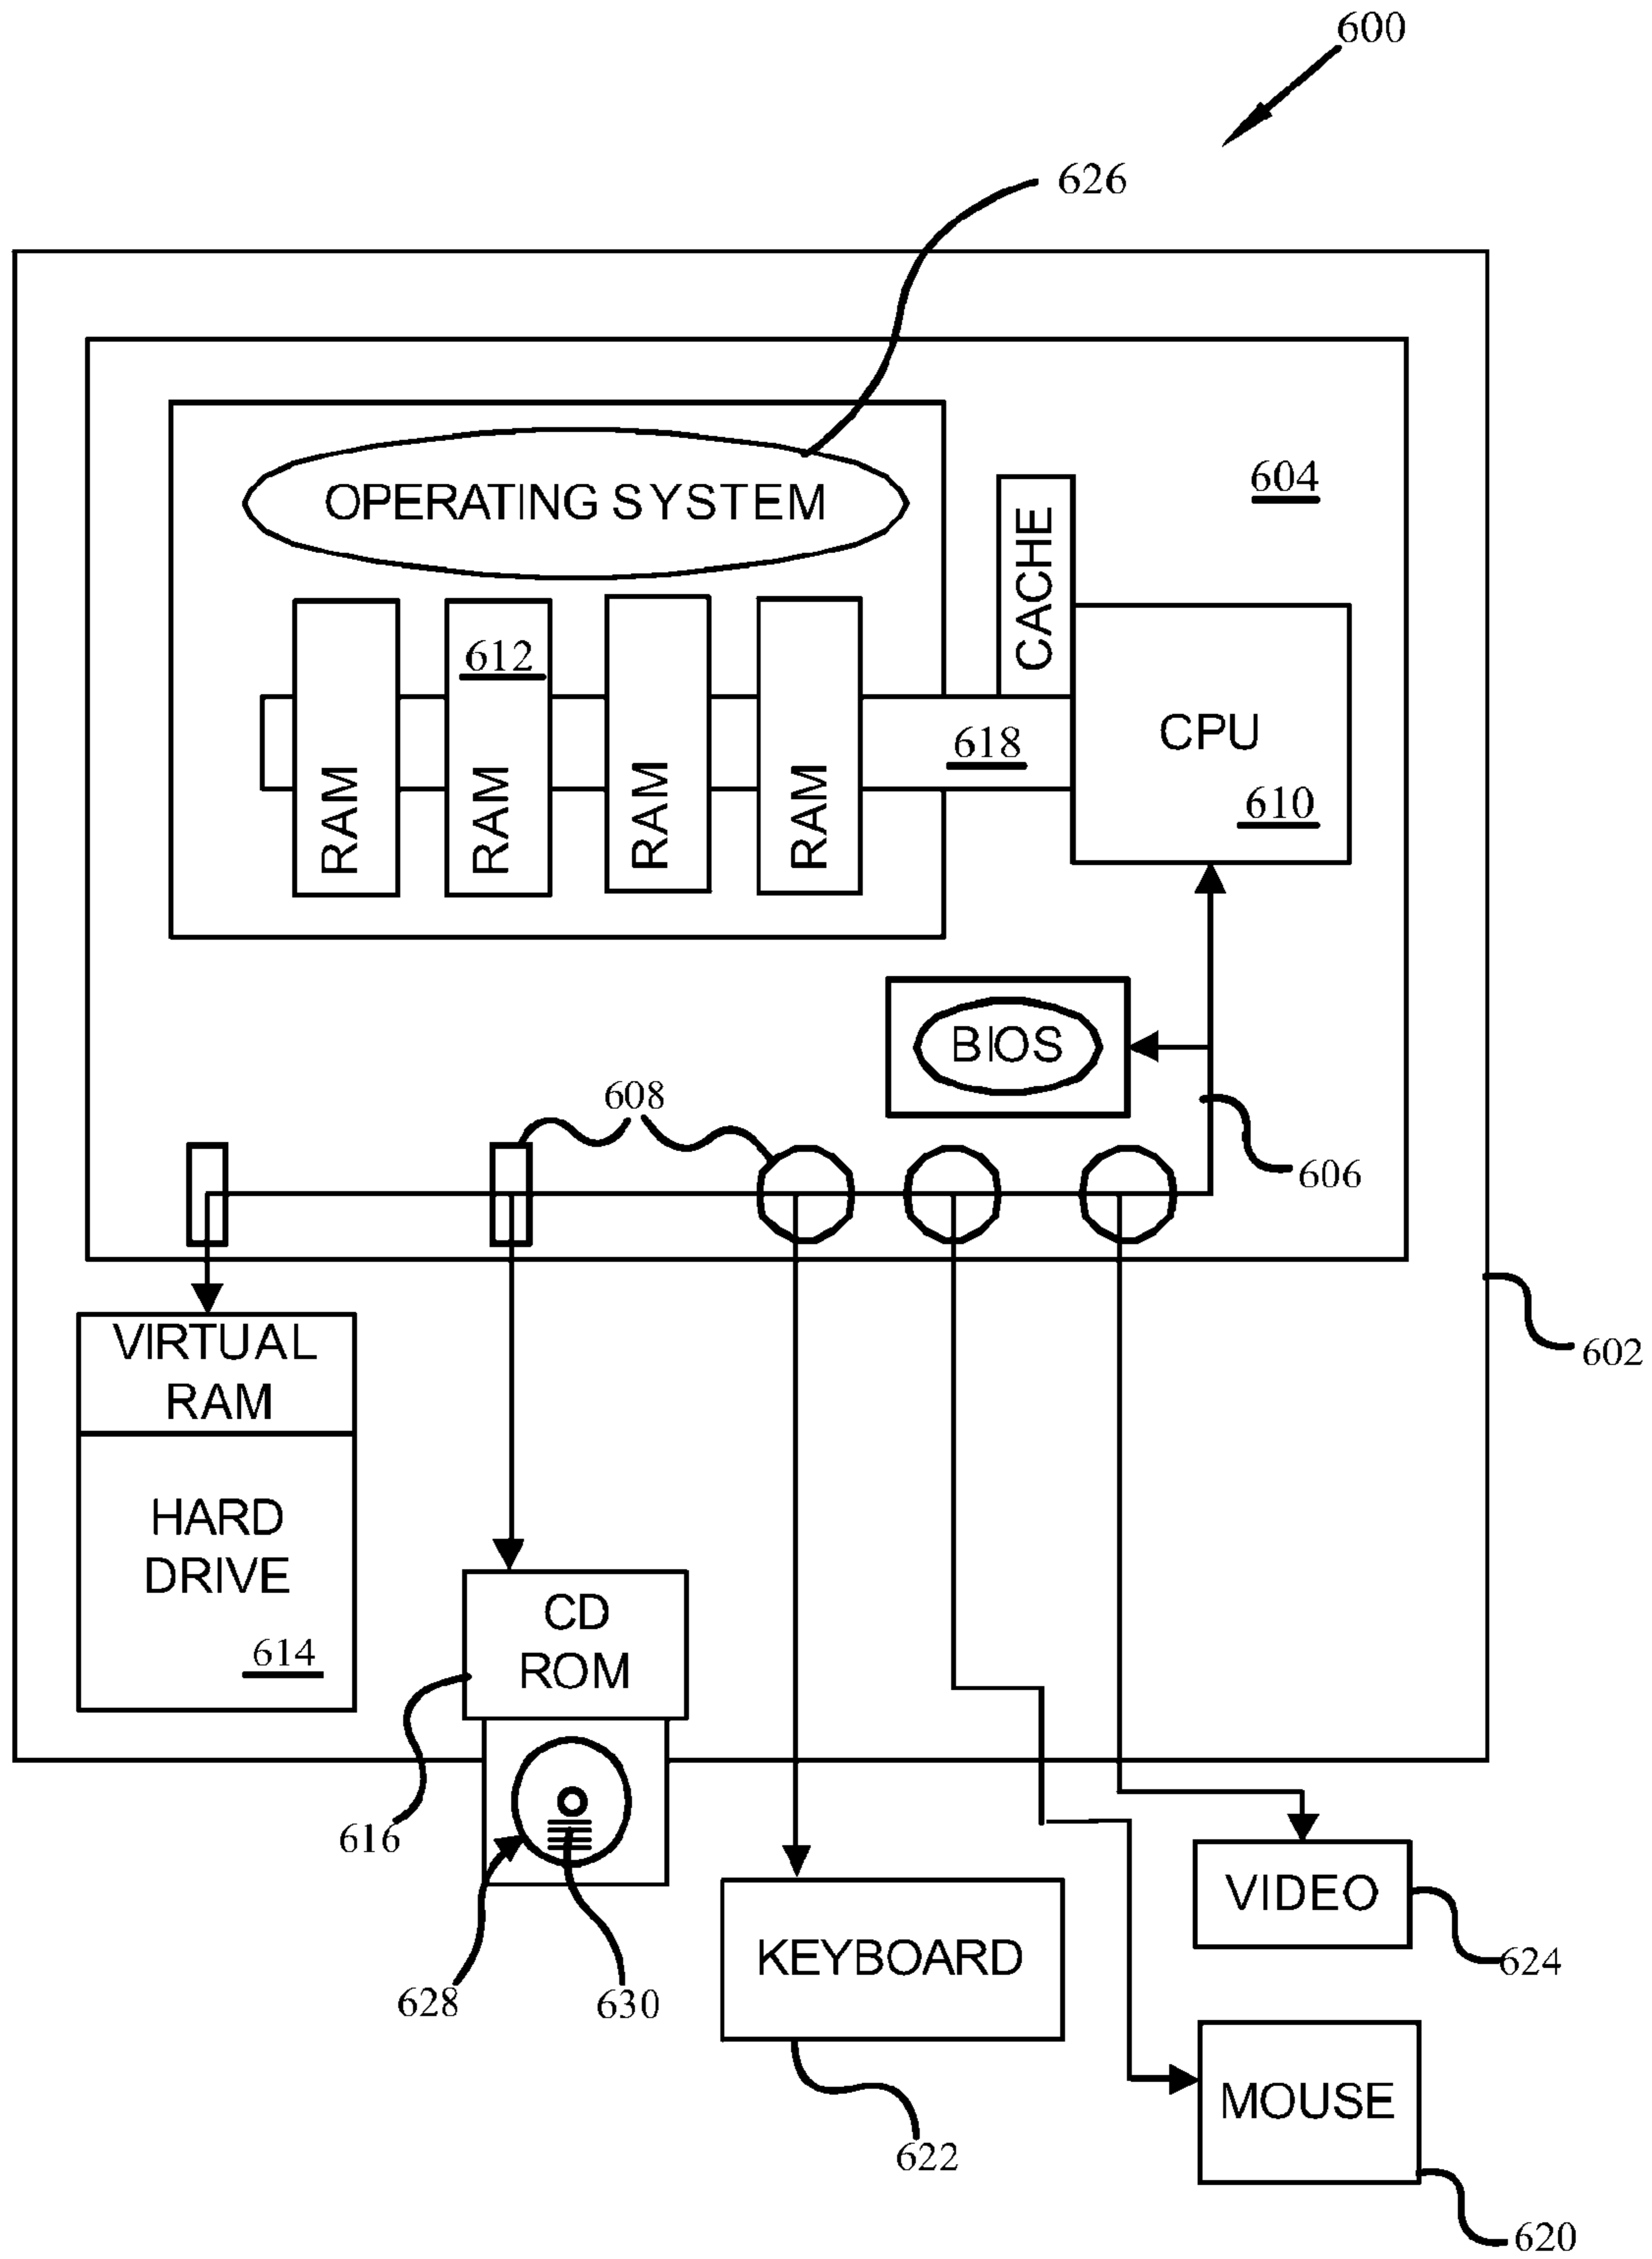 600
626
OPERATING SYSTEM
604
CACHE
612
RAM
RAM
RAM
RAM
618
CPU
610
BIOS
608
606
VIRTUAL
RAM
602
HARD
DRIVE
614
CD
ROM
616
628
630
KEYBOARD
VIDEO
624
622
MOUSE
620